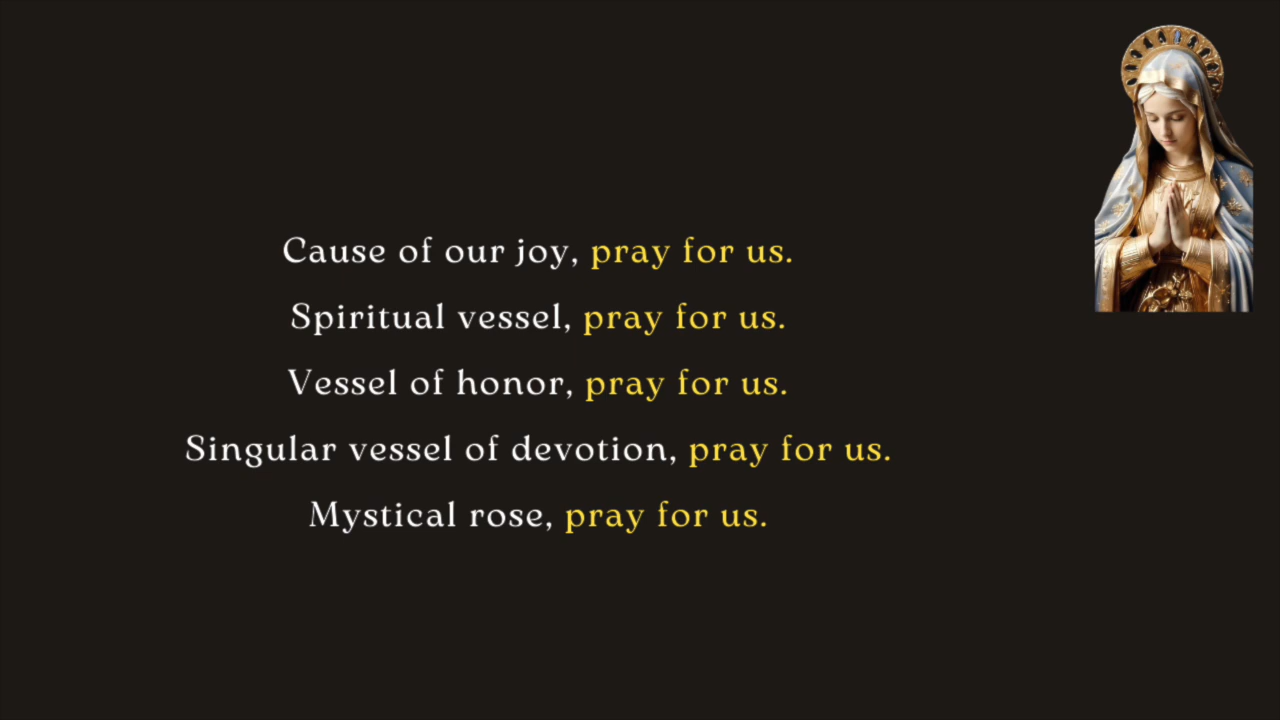 Cause of our joy, pray for us.
Spiritual vessel, pray for us.
Vessel of honor, pray for us.
Singular vessel of devotion, pray for us.
Mystical rose, pray for us.